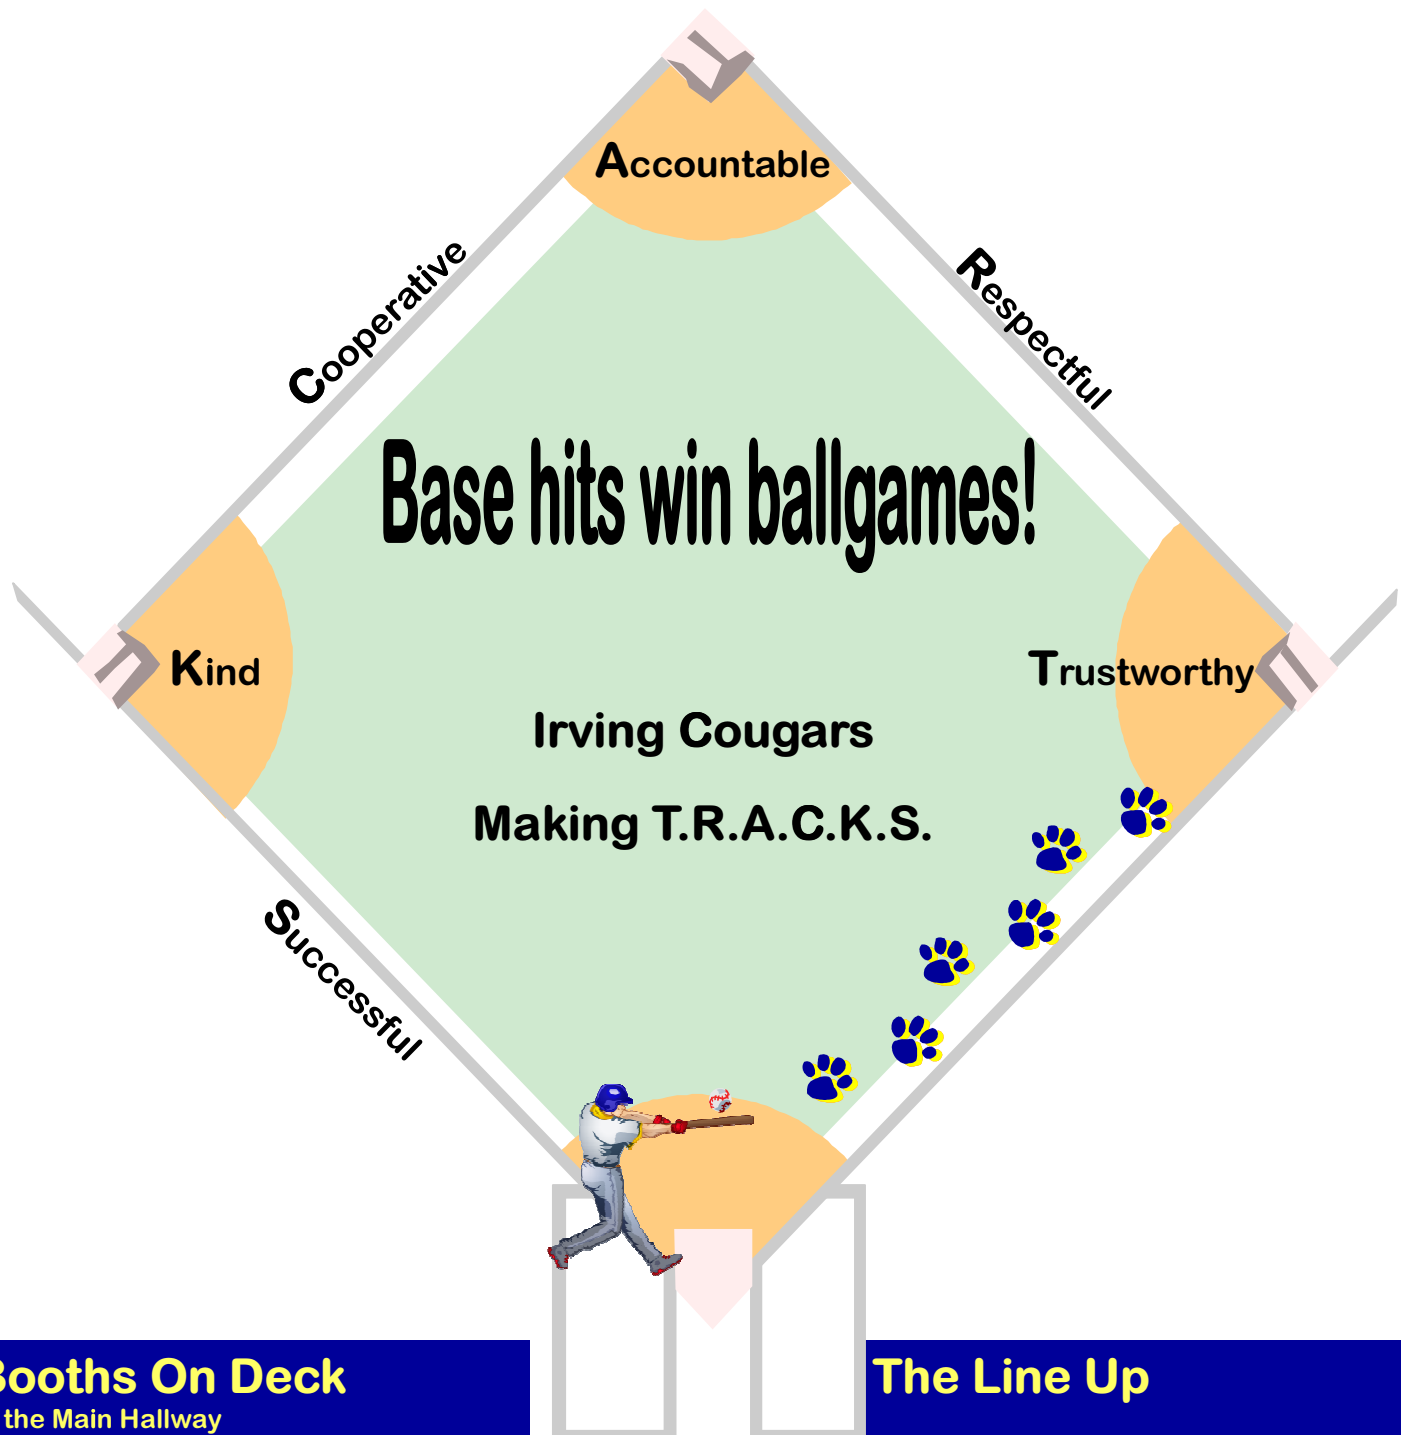 Accountable
Cooperative
Respectful
Base hits win ballgames!
Kind
Trustworthy
Irving Cougars
Making T.R.A.C.K.S.
Successful
Booths On Deck
the Main Hallway
The Line Up